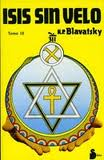 ISIS SIN VELO
Tomo III
H.P. Blavatsky